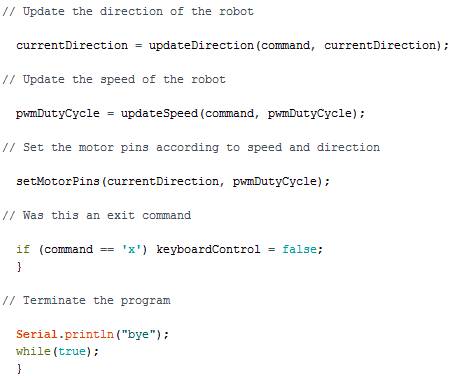 // Update the direction of the robot
currentDirection = updateDirection(command, currentDirection);
// Update the speed of the robot
pwmDutyCycle = updateSpeed(command, pwmDutyCycle);
// Set the motor pins according to speed and direction
setMotorPins(currentDirection, pwmDutyCycle);
// Was this an exit command
if (command == 'x') keyboardControl = false;
}
// Terminate the program
Serial.println("bye");
while(true);
}